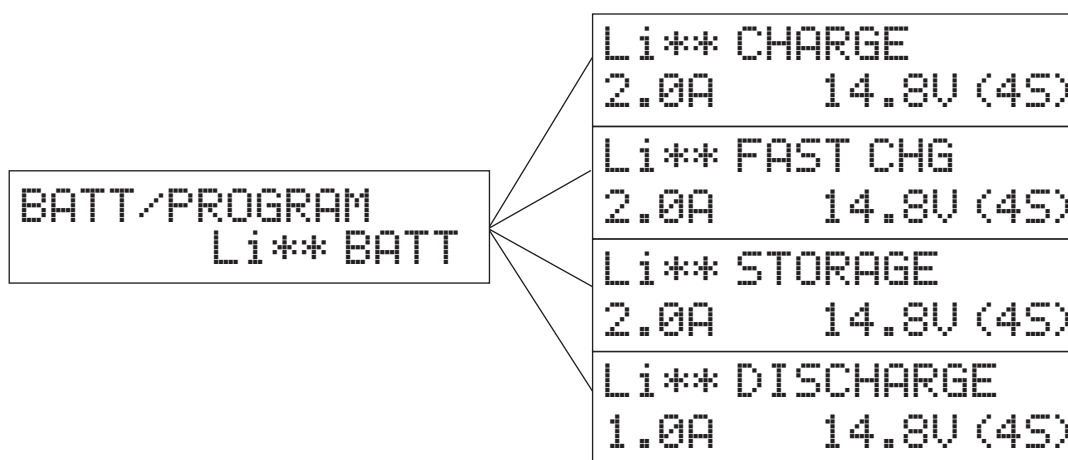 BATT/PROGRAM
Li** BATT
Li** CHARGE
2.0A 14.8V (4S)
Li** FAST CHG
2.0A 14.8V (4S)
Li** STORAGE
2.0A 14.8V (4S)
Li** DISCHARGE
1.0A 14.8V (4S)